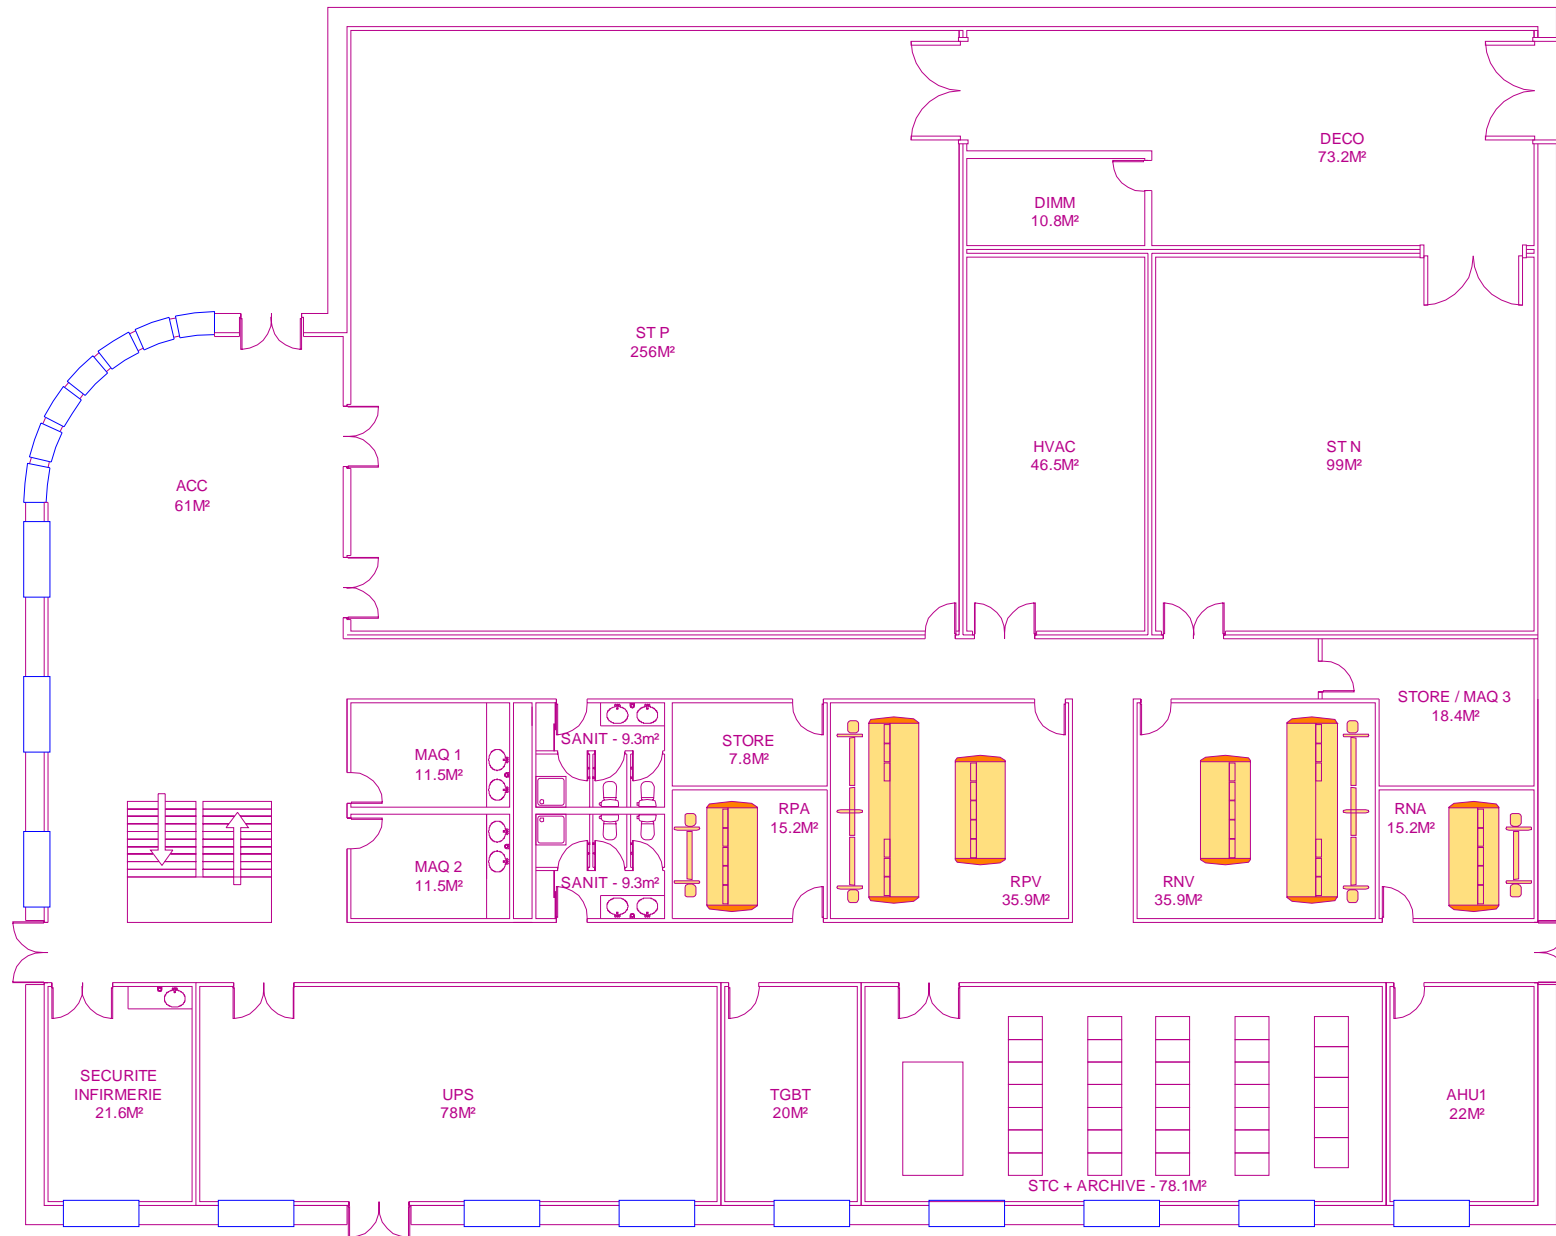 DECO
73.2M²
DIMM
10.8M²
ST P
256M²
HVAC
46.5M²
ST N
99M²
ACC
61M²
STORE / MAQ 3
18.4M²
MAQ 1
11.5M²
SANIT - 9.3m²
STORE
7.8M²
RPA
15.2M²
RNA
15.2M²
MAQ 2
11.5M²
SANIT - 9.3m²
RPV
35.9M²
RNV
35.9M²
SECURITE
INFIRMERIE
21.6M²
UPS
78M²
TGBT
20M²
STC + ARCHIVE - 78.1M²
AHU1
22M²